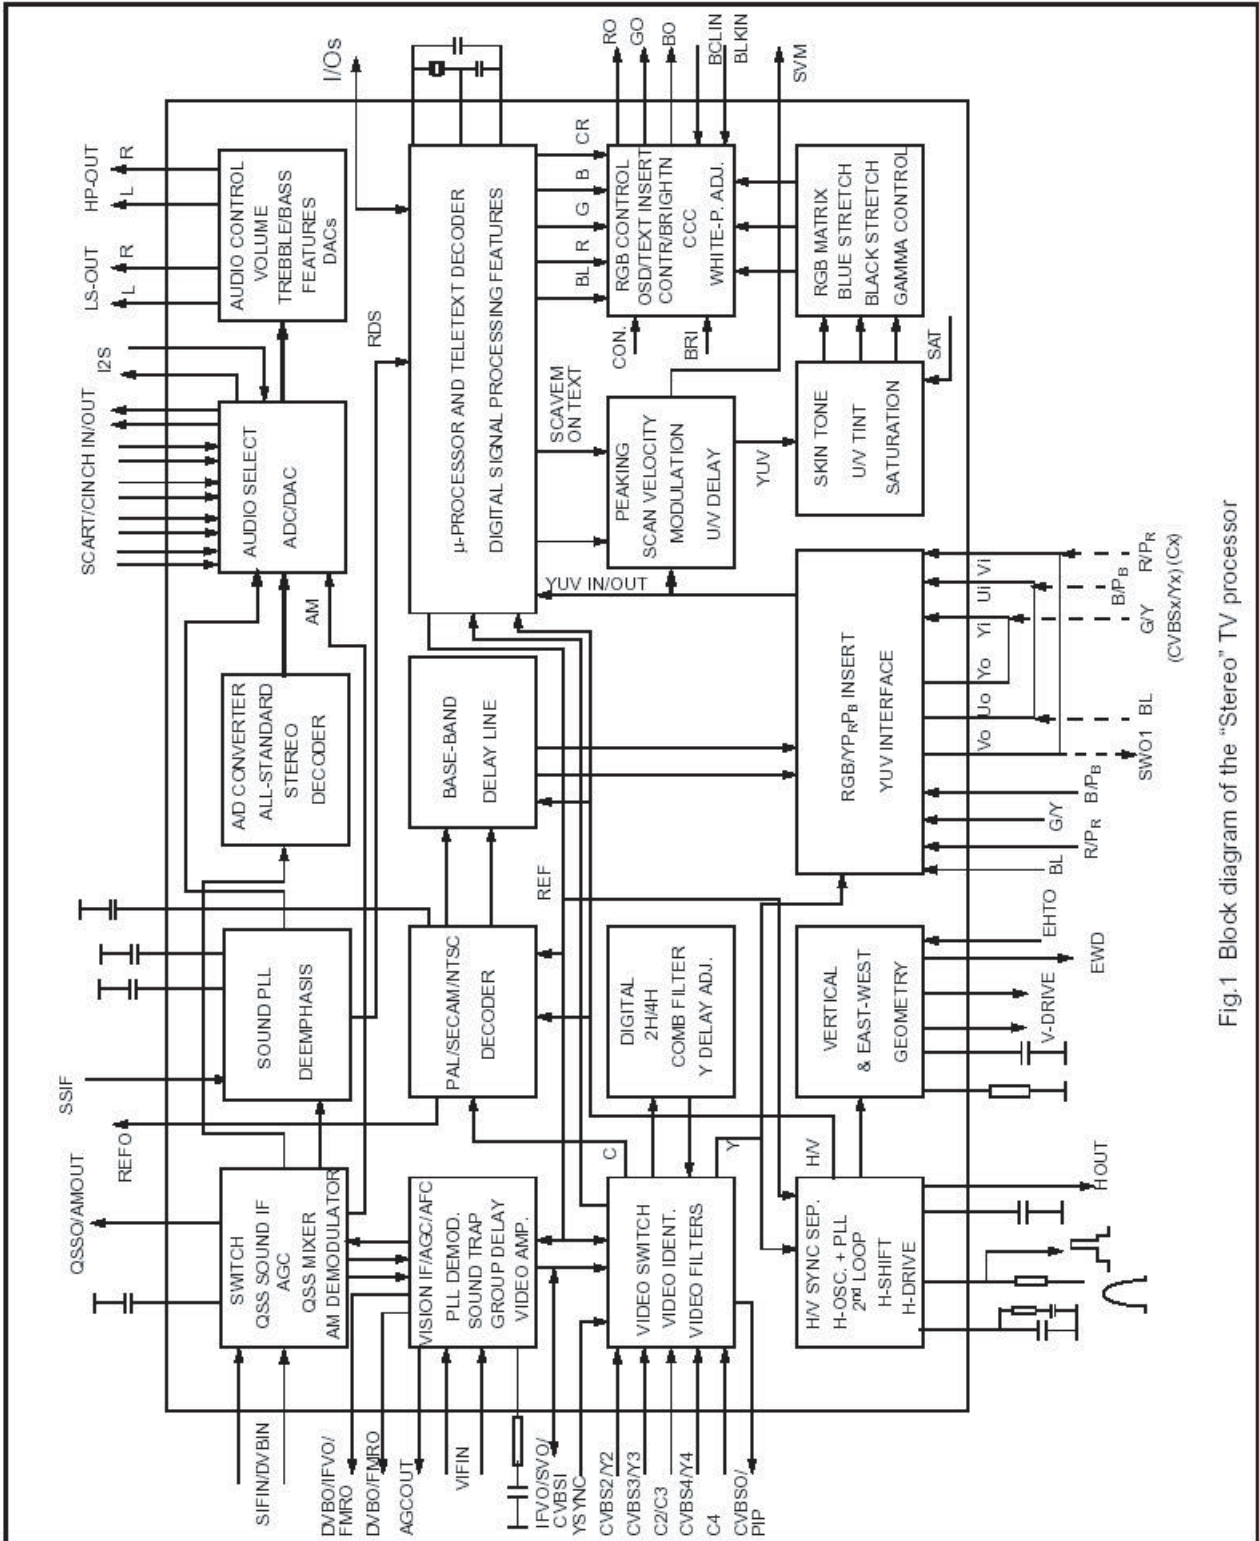 QSSO/AMOUT
REFO
SSIF
SCART/CINCH IN/OUT
I2S
LS-OUT
L
R
HP-OUT
L
R
SWITCH
QSS SOUND IF
AGC
QSS MIXER
AM DEMODULATOR
SOUND PLL
DEEMPHASIS
A/D CONVERTER
ALL-STANDARD
STEREO
DECODER
AM
AUDIO SELECT
ADC/DAC
AUDIO CONTROL
VOLUME
TREBBLE/BASS
FEATURES
DACs
RDS
I/Os
SIFIN/DVBIN
DVBO/IFVO/
FMRO
DVBO/FMRO
AGCOUT
VIFIN
VISION IF/AGC/AFC
PLL DEMOD.
SOUND TRAP
GROUP DELAY
VIDEO AMP.
PAL/SECAM/NTSC
DECODER
REF
BASE-BAND
DELAY LINE
µ-PROCESSOR AND TELETEXT DECODER
DIGITAL SIGNAL PROCESSING FEATURES
YUV IN/OUT
SCAVEM
ON TEXT
BL
R
G
B
CR
IFVO/SVO/
CVBSI
YSYNC
CVBS2/Y2
CVBS3/Y3
C2/C3
CVBS4/Y4
C4
CVBSO/
PIP
VIDEO SWITCH
VIDEO IDENT.
VIDEO FILTERS
C
Y
DIGITAL
2H/4H
COMB FILTER
Y DELAY ADJ.
PEAKING
SCAN VELOCITY
MODULATION
U/V DELAY
YUV
CON.
BRI
RGB CONTROL
OSD/TEXT INSERT
CONTR/BRIGHTN
CCC
WHITE-P. ADJ.
RO
GO
BO
BCLIN
BLKIN
SVM
H/V SYNC SEP.
H-OSC. + PLL
2nd LOOP
H-SHIFT
H-DRIVE
H/V
VERTICAL
& EAST-WEST
GEOMETRY
RGB/YPRPB INSERT
YUV INTERFACE
SKIN TONE
U/V TINT
SATURATION
SAT
RGB MATRIX
BLUE STRETCH
BLACK STRETCH
GAMMA CONTROL
HOUT
V-DRIVE
EWD
EHTO
BL
R/PR
G/Y
B/PB
Vo
Uo
Yo
Yi
Ui
Vi
SWO1
BL
G/Y
B/PB
R/PR
(CVBSx/Yx)
(Cx)
Fig.1 Block diagram of the "Stereo" TV processor